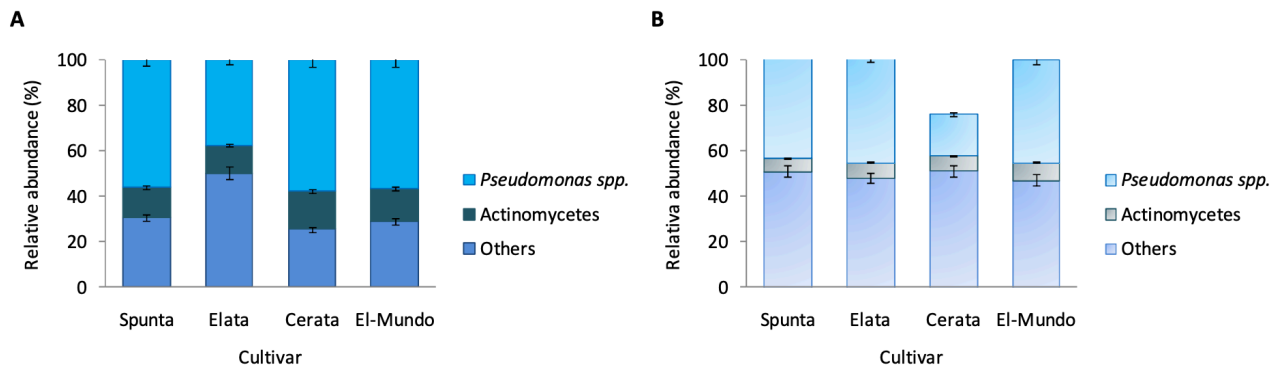 A
Relative abundance (%)
100
80
60
40
20
0
Spunta Elata Cerata El-Mundo
Cultivar
Pseudomonas spp.
Actinomycetes
Others
B
Relativa abundance (%)
100
80
60
40
20
0
Spunta Elata Cerata El-Mundo
Cultivar
Pseudomonas spp.
Actinomycetes
Others